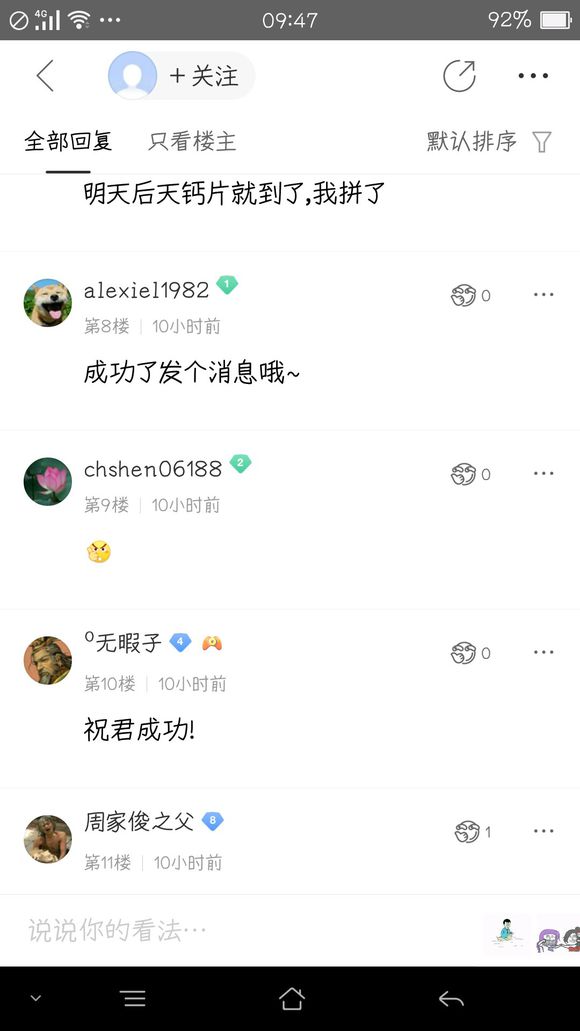 4G 09:47 92%
+关注
全部回复 只看楼主 默认排序
明天后天钙片就到了,我拼了
alexiel1982 1 0
第8楼 | 10小时前
成功了发个消息哦~
chshen06188 2 0
第9楼 | 10小时前
º无暇子 4 0
第10楼 | 10小时前
祝君成功!
周家俊之父 8 1
第11楼 | 10小时前
说说你的看法…